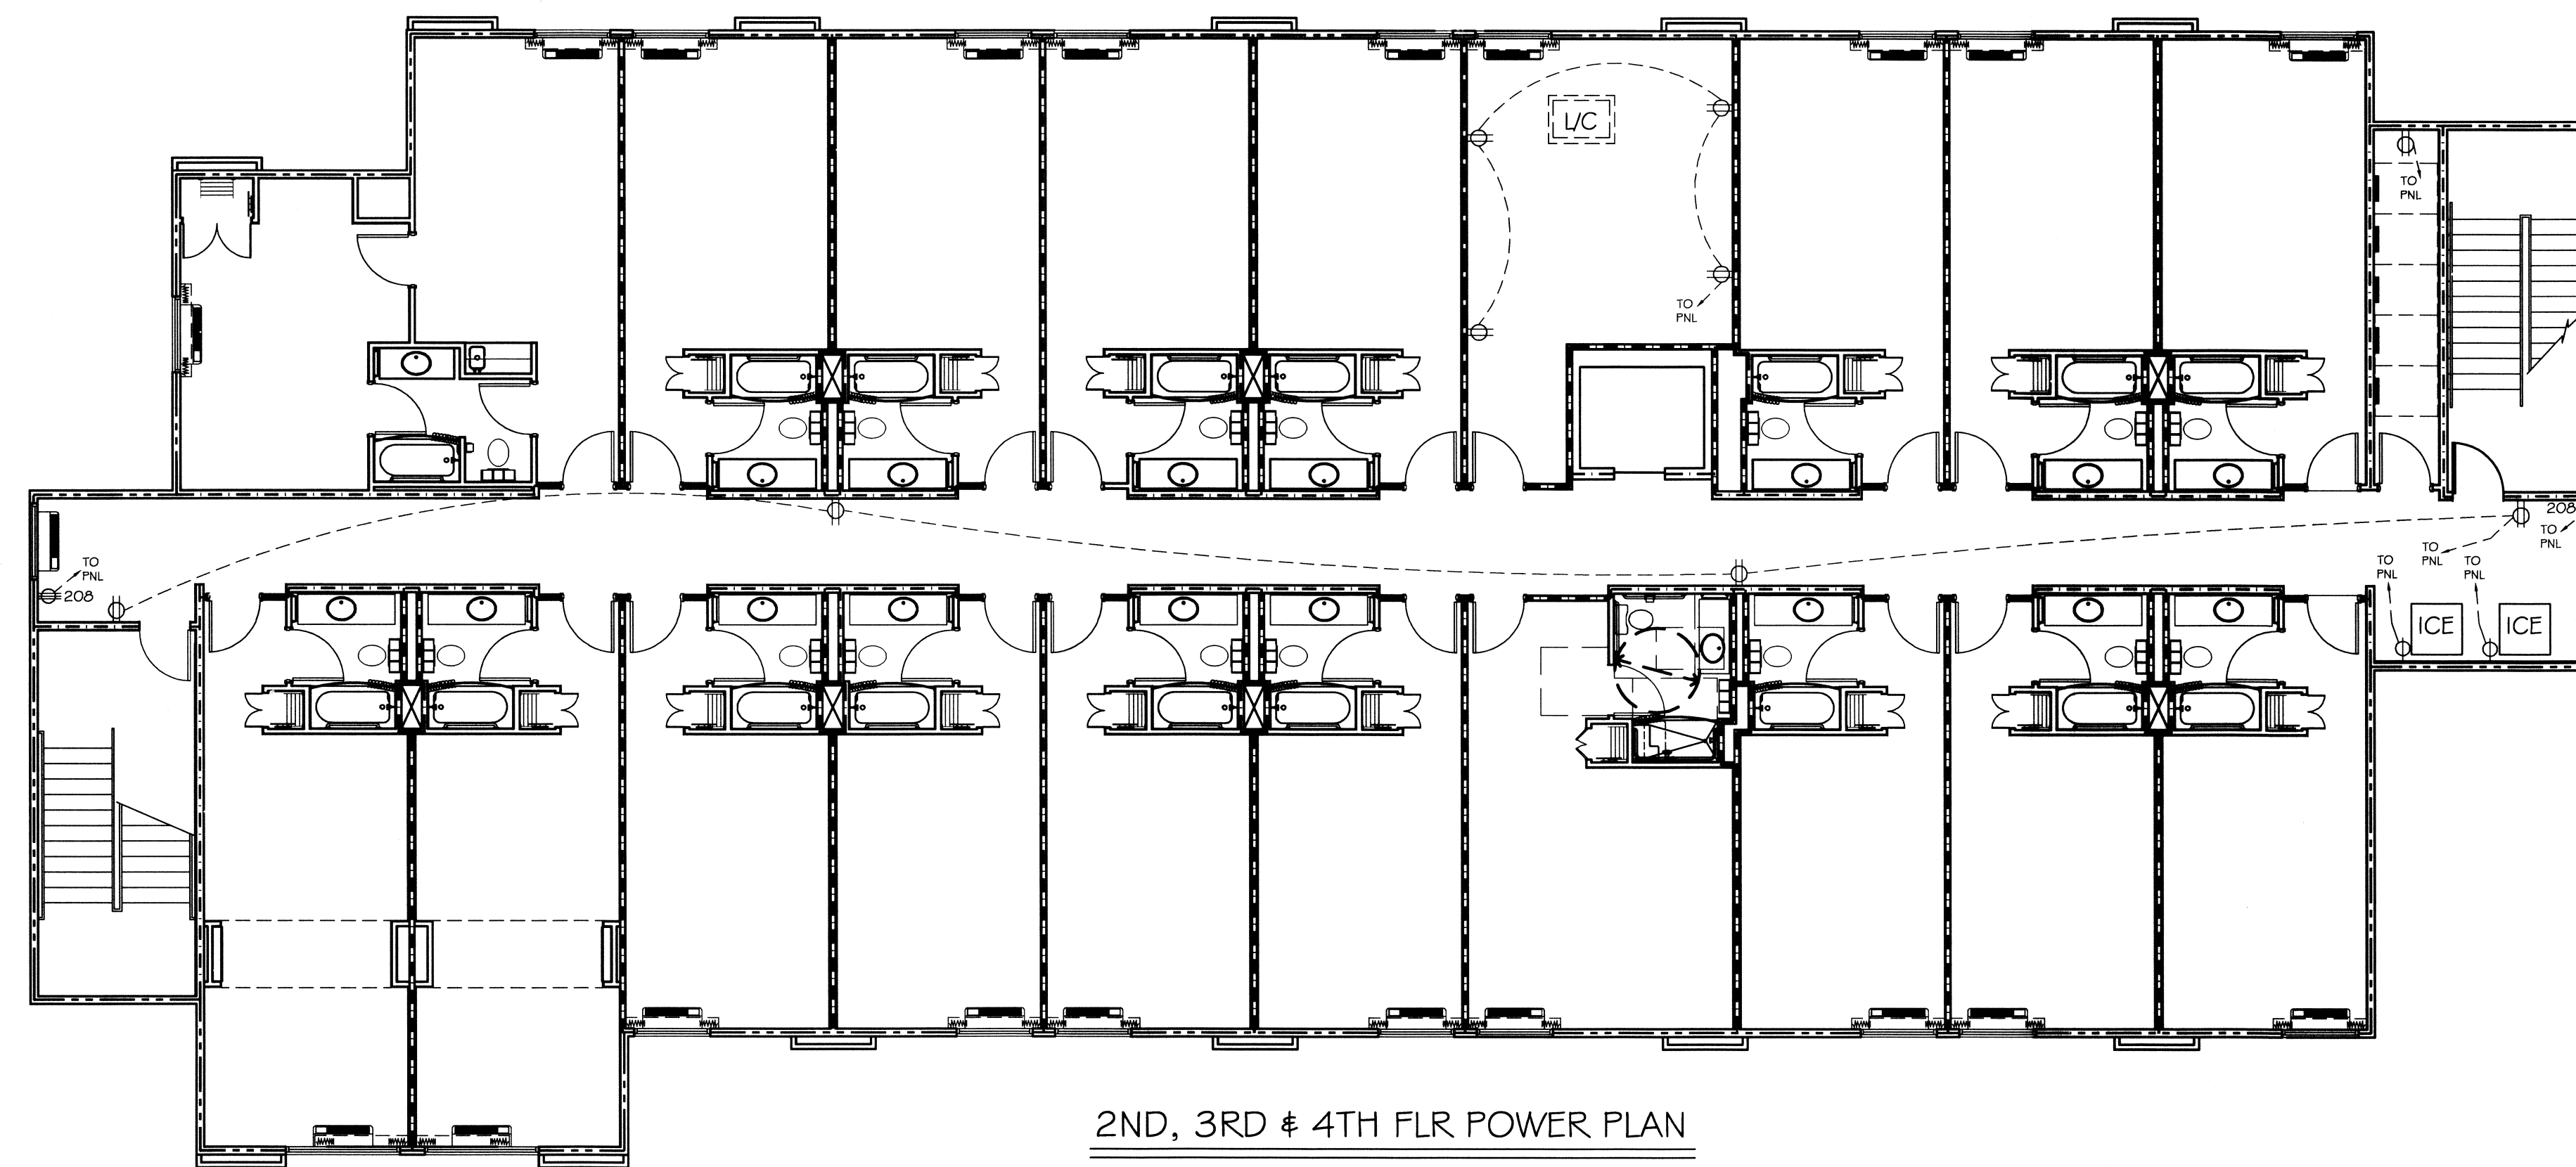 L/C
TO
PNL
TO
PNL
208
TO
PNL
TO
PNL
TO
PNL
TO
PNL
TO
PNL
208
ICE
ICE
2ND, 3RD & 4TH FLR POWER PLAN